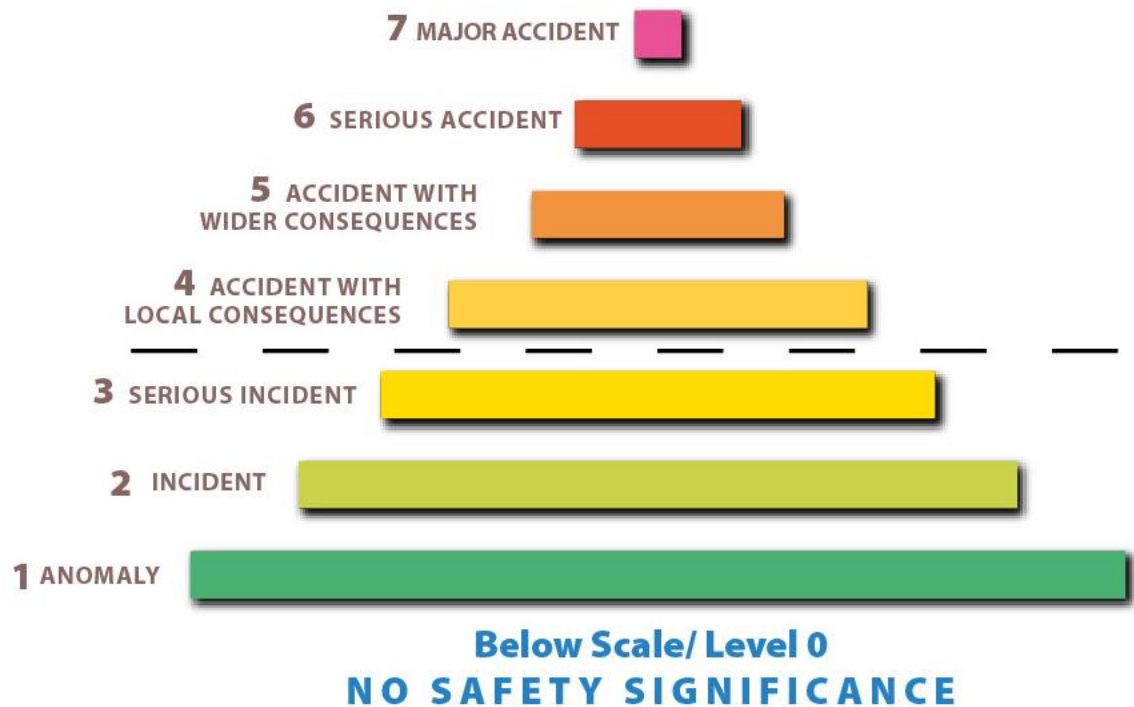 7 MAJOR ACCIDENT
6 SERIOUS ACCIDENT
5 ACCIDENT WITH
WIDER CONSEQUENCES
4 ACCIDENT WITH
LOCAL CONSEQUENCES
3 SERIOUS INCIDENT
2 INCIDENT
1 ANOMALY
Below Scale/ Level 0
NO SAFETY SIGNIFICANCE